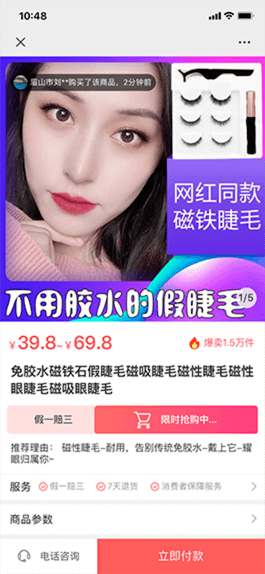 10:48
眉山市刘**购买了该商品，2分钟前
网红同款
磁铁睫毛
1/5
不用胶水的假睫毛
¥39.8~¥69.8
爆卖1.5万件
免胶水磁铁石假睫毛磁吸睫毛磁性睫毛磁性
眼睫毛磁吸眼睫毛
假一赔三
限时抢购中...
推荐理由： 磁性睫毛-耐用，告别传统免胶水-戴上它-耀
眼归属你~
服务 假一赔三 7天退货 消费者保障服务
商品参数
电话咨询
立即付款